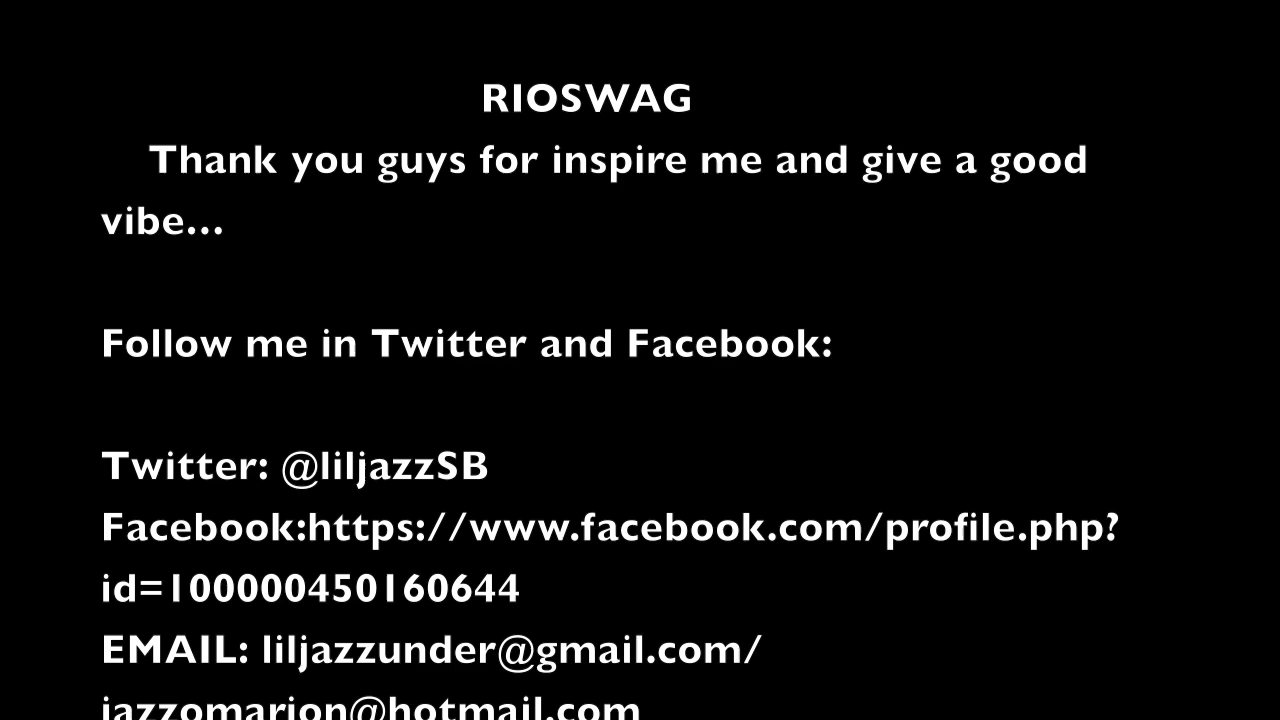 RIOSWAG
Thank you guys for inspire me and give a good
vibe...
Follow me in Twitter and Facebook:
Twitter: @liljazzSB
Facebook:https://www.facebook.com/profile.php?
id=100000450160644
EMAIL: liljazzunder@gmail.com/
jazzomarion@hotmail.com